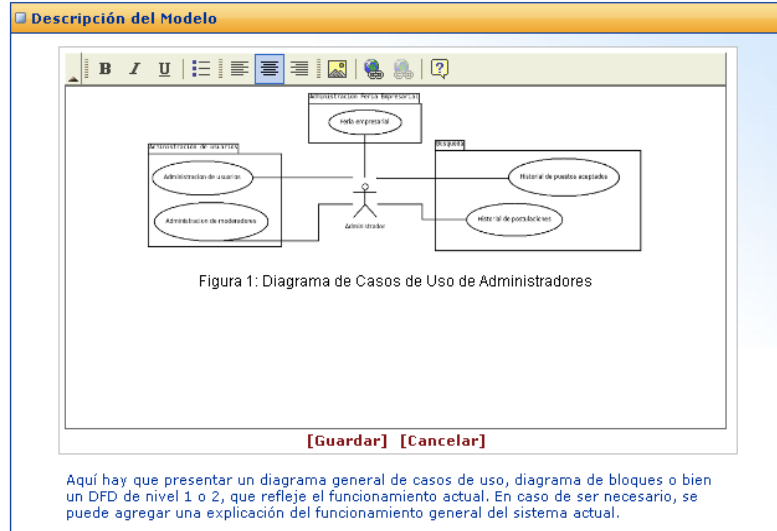 Descripción del Modelo
B I U
Administracion Feria Empresarial
Feria empresarial
Administracion de usuarios
Busqueda
Administracion de usuarios
Historial de puestos aceptados
Administracion de moderadores
Historial de postulaciones
Administrador
Figura 1: Diagrama de Casos de Uso de Administradores
[Guardar] [Cancelar]
Aquí hay que presentar un diagrama general de casos de uso, diagrama de bloques o bien
un DFD de nivel 1 o 2, que refleje el funcionamiento actual. En caso de ser necesario, se
puede agregar una explicación del funcionamiento general del sistema actual.